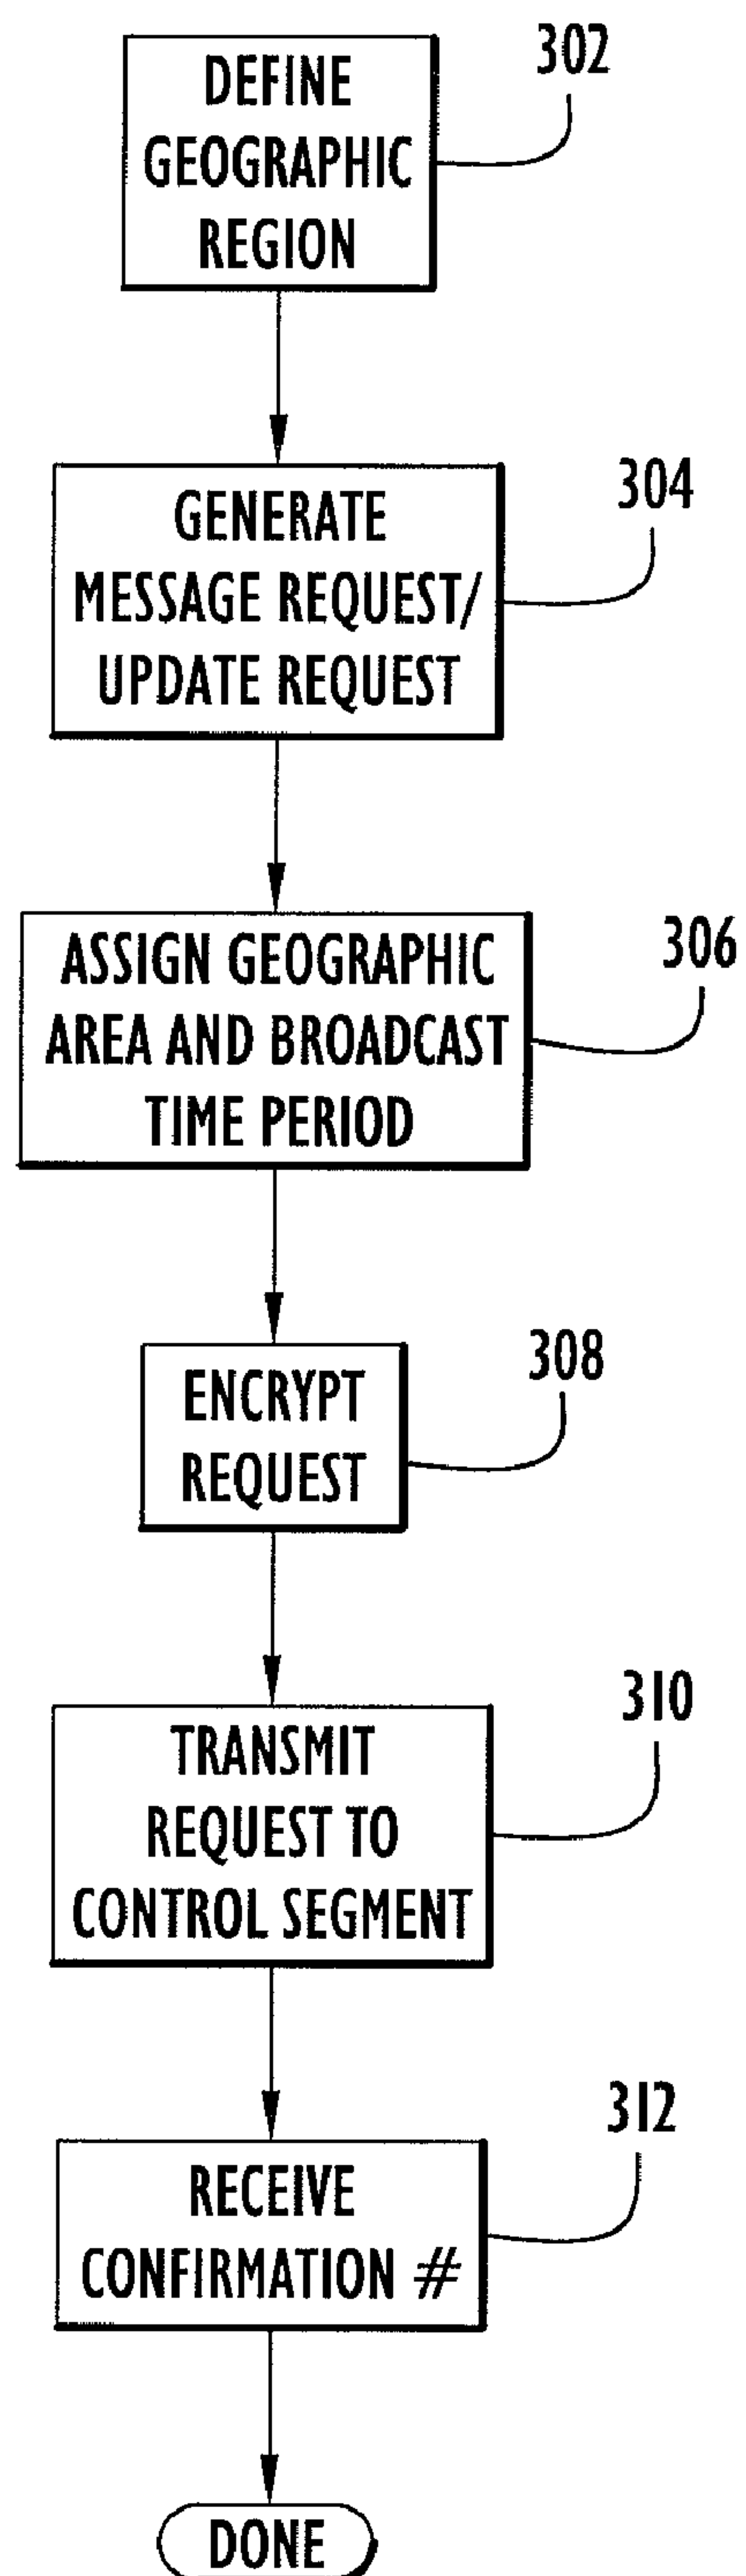 DEFINE
GEOGRAPHIC
REGION
302
GENERATE
MESSAGE REQUEST/
UPDATE REQUEST
304
ASSIGN GEOGRAPHIC
AREA AND BROADCAST
TIME PERIOD
306
ENCRYPT
REQUEST
308
TRANSMIT
REQUEST TO
CONTROL SEGMENT
310
RECEIVE
CONFIRMATION #
312
DONE